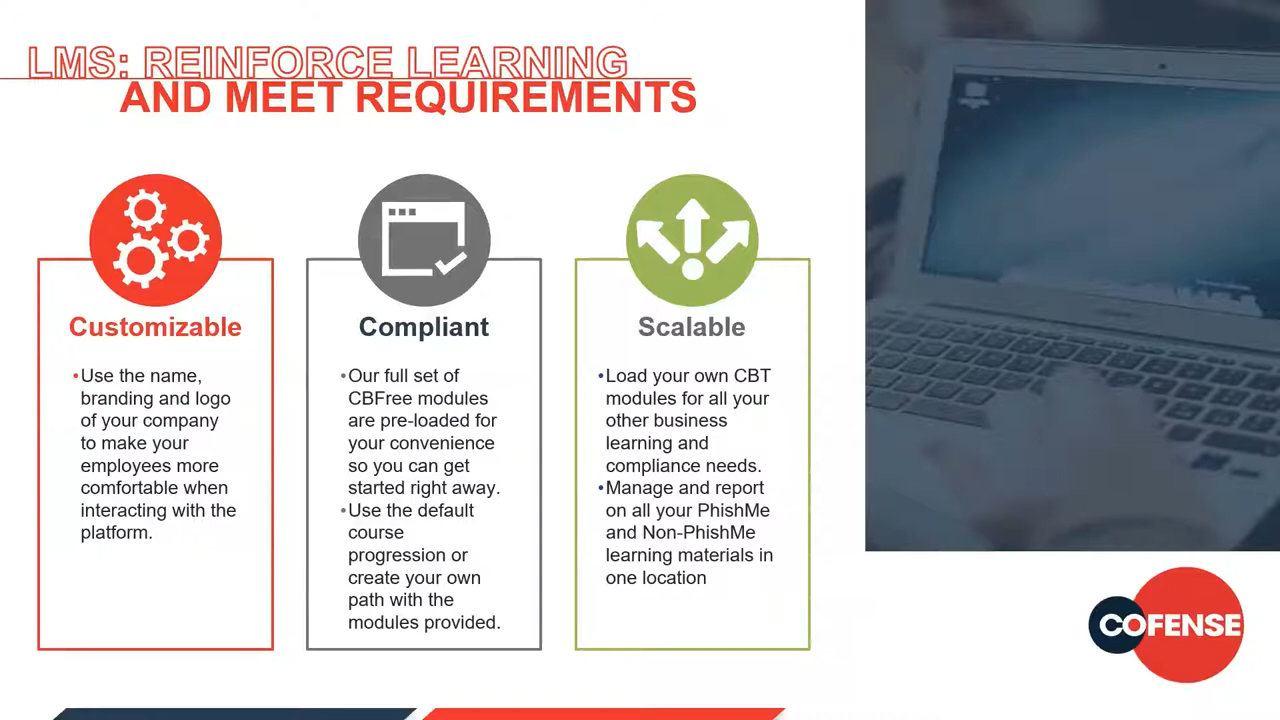 LMS: REINFORCE LEARNING
AND MEET REQUIREMENTS
Customizable
•Use the name,
branding and logo
of your company
to make your
employees more
comfortable when
interacting with the
platform.
Compliant
•Our full set of
CBFree modules
are pre-loaded for
your convenience
so you can get
started right away.
•Use the default
course
progression or
create your own
path with the
modules provided.
Scalable
•Load your own CBT
modules for all your
other business
learning and
compliance needs.
•Manage and report
on all your PhishMe
and Non-PhishMe
learning materials in
one location
COFENSE